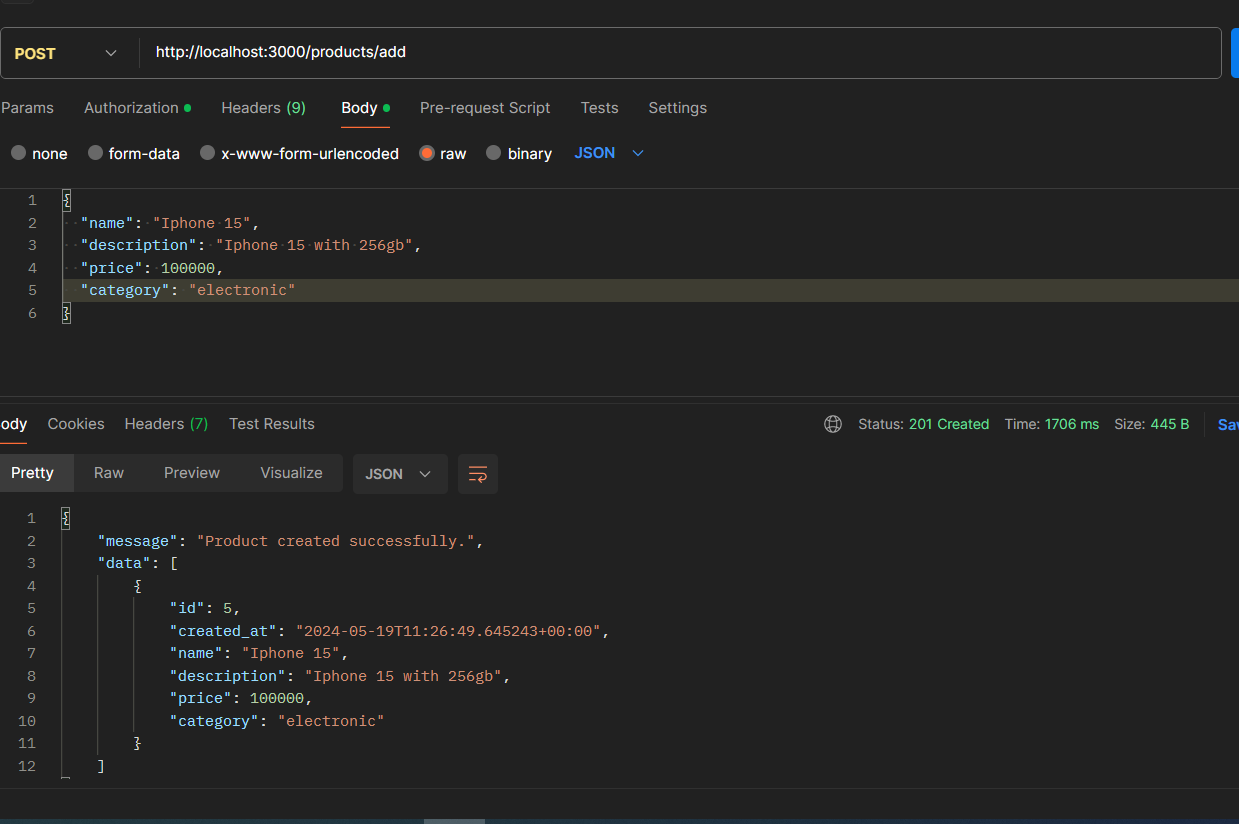 POST http://localhost:3000/products/add
Params Authorization Headers (9) Body Pre-request Script Tests Settings
none form-data x-www-form-urlencoded raw binary JSON
1 {
2 "name": "Iphone 15",
3 "description": "Iphone 15 with 256gb",
4 "price": 100000,
5 "category": "electronic"
6 }
ody Cookies Headers (7) Test Results Status: 201 Created Time: 1706 ms Size: 445 B Sav
Pretty Raw Preview Visualize JSON
1 {
2 "message": "Product created successfully.",
3 "data": [
4 {
5 "id": 5,
6 "created_at": "2024-05-19T11:26:49.645243+00:00",
7 "name": "Iphone 15",
8 "description": "Iphone 15 with 256gb",
9 "price": 100000,
10 "category": "electronic"
11 }
12 ]